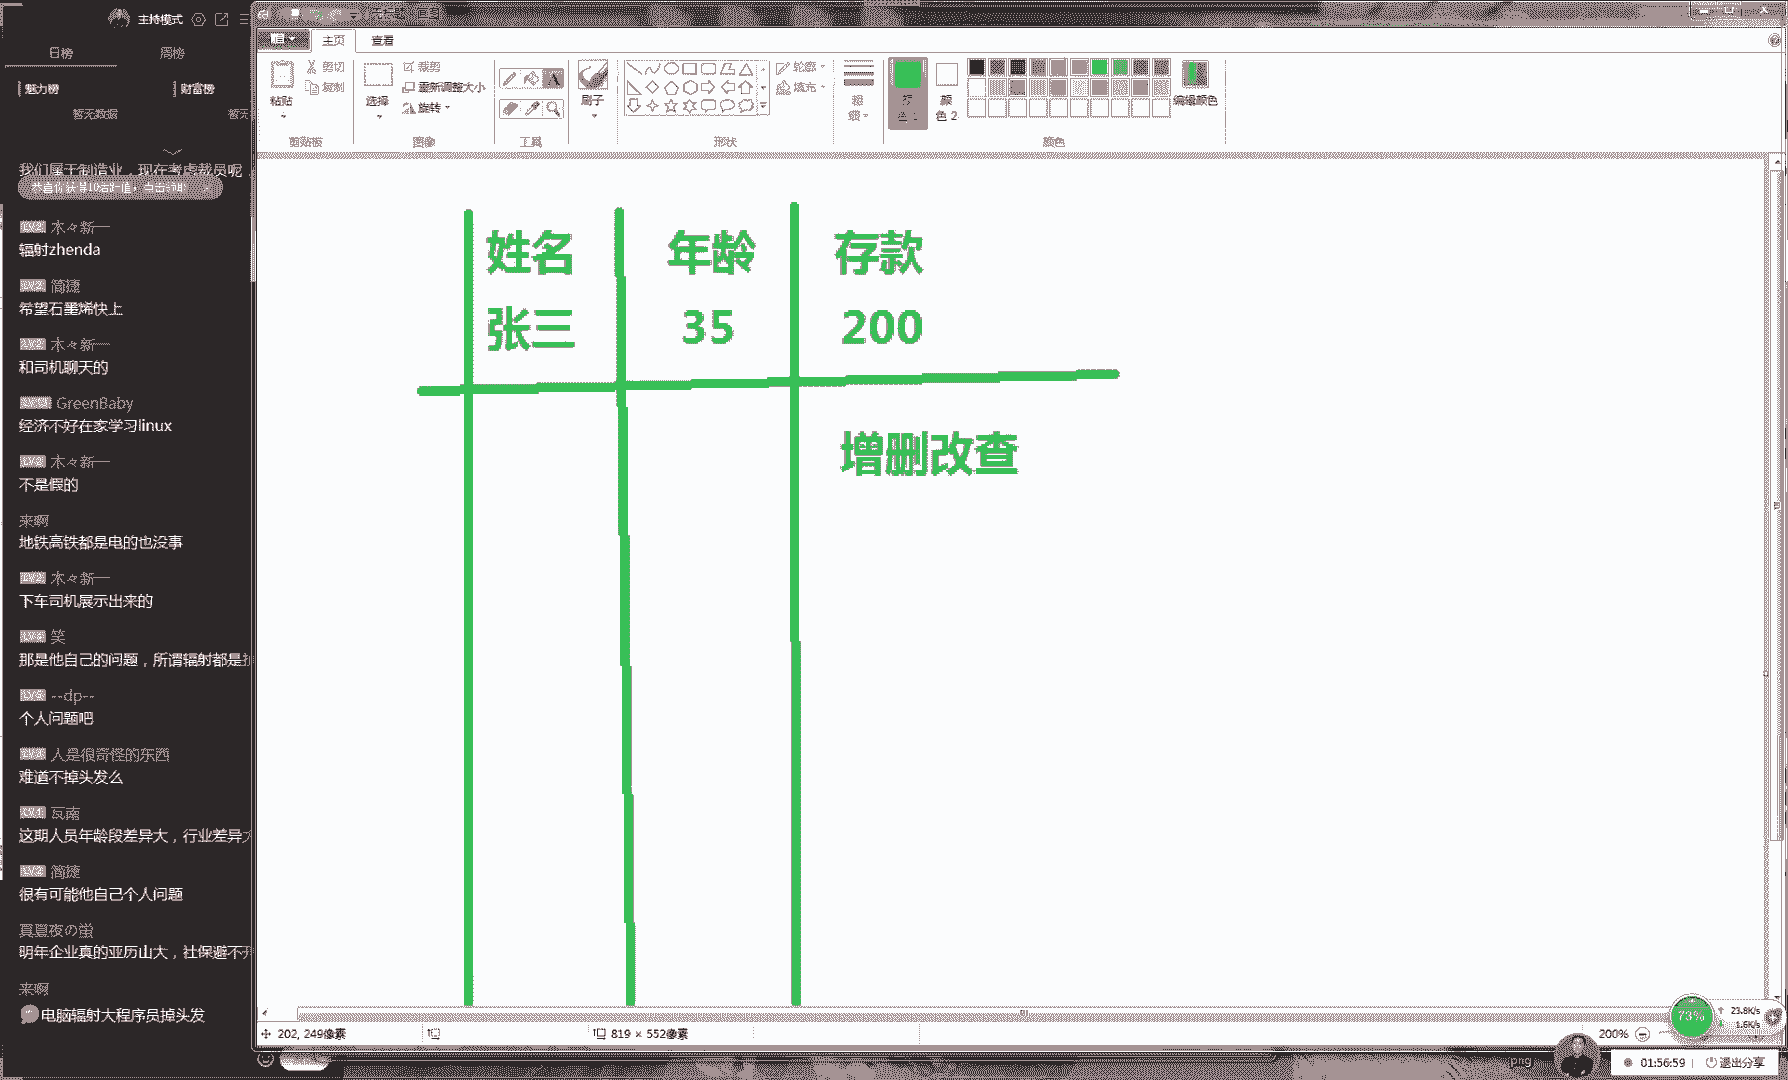 主持模式
日榜 周榜
魅力榜 财富榜
暂无数据 暂无
我们属于制造业，现在考虑裁员呢，
LV2 木々新一
辐射zhenda
LV2 简捷
希望石墨烯快上
LV2 木々新一
和司机聊天的
GreenBaby
经济不好在家学习linux
LV2 木々新一
不是假的
来啊
地铁高铁都是电的也没事
LV2 木々新一
下车司机展示出来的
笑
那是他自己的问题，所谓辐射都是
--dp--
个人问题吧
人是很奇怪的东西
难道不掉头发么
瓦南
这期人员年龄段差异大，行业差异
LV2 简捷
很有可能他自己个人问题
夏夜の蛍
明年企业真的亚历山大，社保避不
来啊
电脑辐射大程序员掉头发
主页 查看
粘贴 剪切 复制
剪贴板
选择 裁剪 重新调整大小 旋转
图像
工具
刷子
轮廓 填充
形状
粗细
颜色 1 颜色 2
编辑颜色
颜色
姓名 年龄 存款
张三 35 200
增删改查
202, 249像素
819 × 552像素
200%
73%
23.8K/s
1.6K/s
png
01:56:59
退出分享